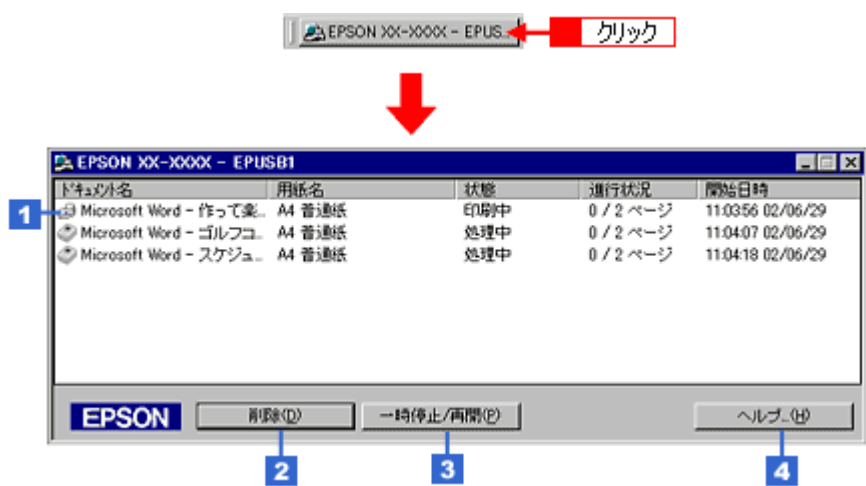 EPSON XX-XXXX - EPUS...
クリック
EPSON XX-XXXX - EPUSB1
ドキュメント名 用紙名 状態 進行状況 開始日時
1
Microsoft Word - 作って楽... A4 普通紙 印刷中 0 / 2 ページ 11:03:56 02/06/29
Microsoft Word - ゴルフコ... A4 普通紙 処理中 0 / 2 ページ 11:04:07 02/06/29
Microsoft Word - スケジュ... A4 普通紙 処理中 0 / 2 ページ 11:04:18 02/06/29
EPSON 削除(D) 一時停止/再開(P) ヘルプ...(H)
2 3 4